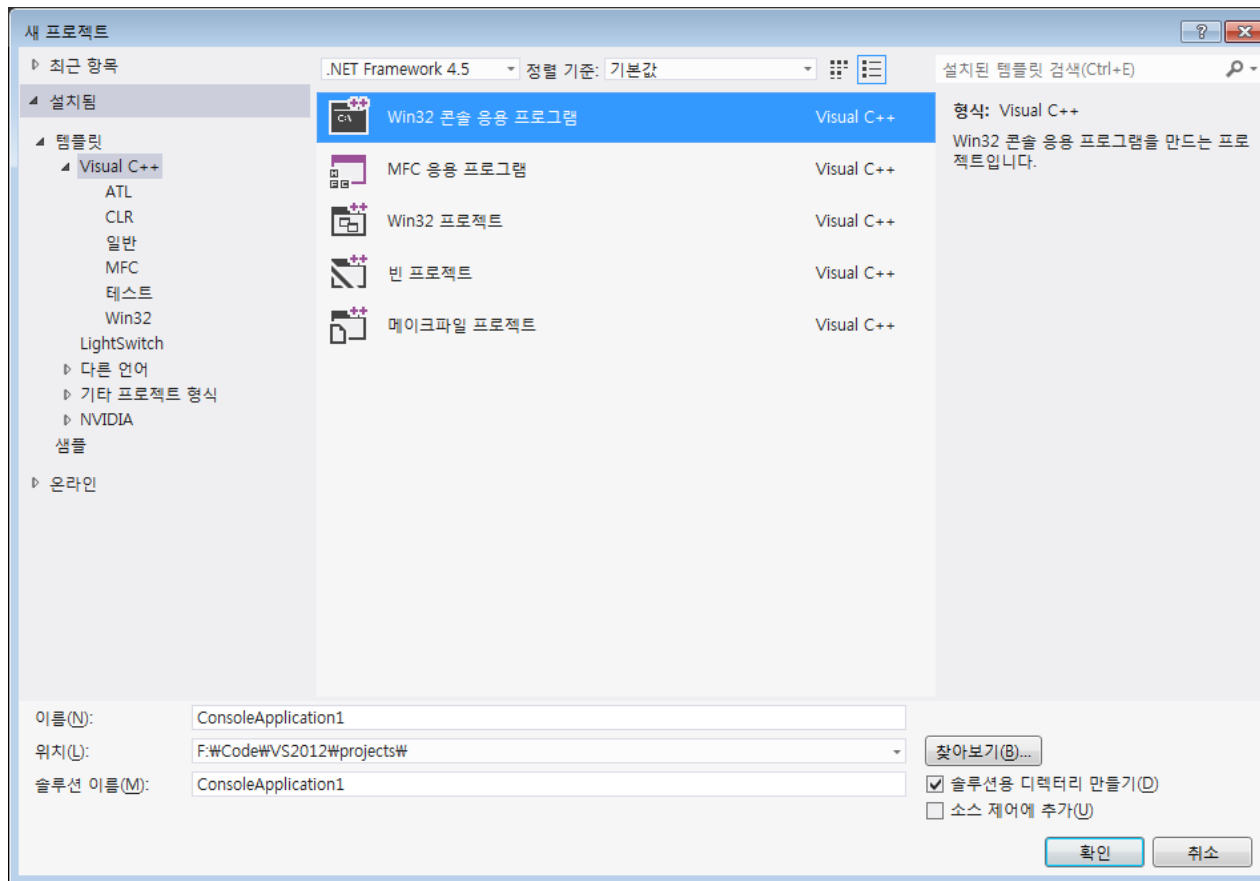 새 프로젝트
최근 항목
설치됨
템플릿
Visual C++
ATL
CLR
일반
MFC
테스트
Win32
LightSwitch
다른 언어
기타 프로젝트 형식
NVIDIA
샘플
온라인
.NET Framework 4.5 정렬 기준: 기본값
Win32 콘솔 응용 프로그램 Visual C++
MFC 응용 프로그램 Visual C++
Win32 프로젝트 Visual C++
빈 프로젝트 Visual C++
메이크파일 프로젝트 Visual C++
설치된 템플릿 검색(Ctrl+E)
형식: Visual C++
Win32 콘솔 응용 프로그램을 만드는 프로
젝트입니다.
이름(N): ConsoleApplication1
위치(L): F:₩Code₩VS2012₩projects₩ 찾아보기(B)...
솔루션 이름(M): ConsoleApplication1 솔루션용 디렉터리 만들기(D)
소스 제어에 추가(U)
확인 취소